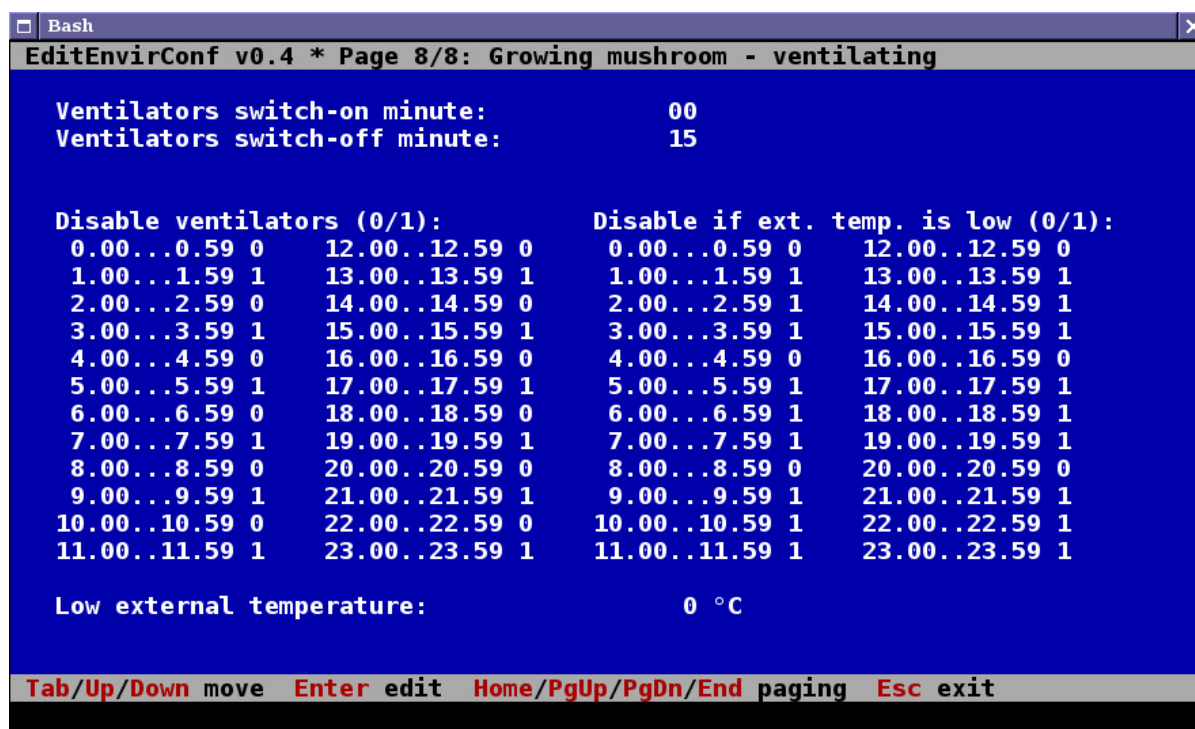 Bash
EditEnvirConf v0.4 * Page 8/8: Growing mushroom - ventilating
Ventilators switch-on minute: 00
Ventilators switch-off minute: 15
Disable ventilators (0/1): Disable if ext. temp. is low (0/1):
0.00...0.59 0 12.00..12.59 0 0.00...0.59 0 12.00..12.59 0
1.00...1.59 1 13.00..13.59 1 1.00...1.59 1 13.00..13.59 1
2.00...2.59 0 14.00..14.59 0 2.00...2.59 1 14.00..14.59 1
3.00...3.59 1 15.00..15.59 1 3.00...3.59 1 15.00..15.59 1
4.00...4.59 0 16.00..16.59 0 4.00...4.59 0 16.00..16.59 0
5.00...5.59 1 17.00..17.59 1 5.00...5.59 1 17.00..17.59 1
6.00...6.59 0 18.00..18.59 0 6.00...6.59 1 18.00..18.59 1
7.00...7.59 1 19.00..19.59 1 7.00...7.59 1 19.00..19.59 1
8.00...8.59 0 20.00..20.59 0 8.00...8.59 0 20.00..20.59 0
9.00...9.59 1 21.00..21.59 1 9.00...9.59 1 21.00..21.59 1
10.00..10.59 0 22.00..22.59 0 10.00..10.59 1 22.00..22.59 1
11.00..11.59 1 23.00..23.59 1 11.00..11.59 1 23.00..23.59 1
Low external temperature: 0 °C
Tab/Up/Down move Enter edit Home/PgUp/PgDn/End paging Esc exit